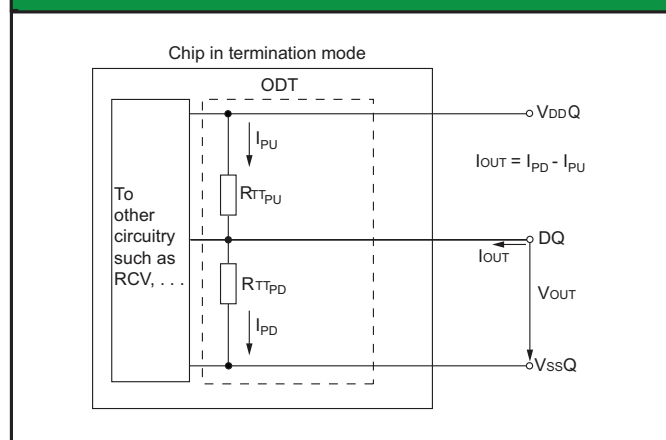 Chip in termination mode
ODT
VDDQ
IPU
IOUT = IPD - IPU
To
other
circuitry
such as
RCV, . . .
RTTPU
DQ
IOUT
RTTPD
VOUT
IPD
VSSQ